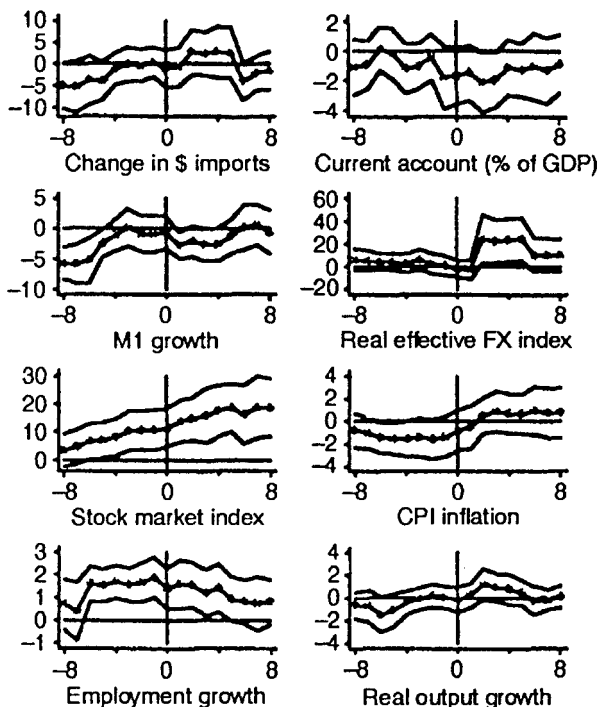 10
5
0
−5
−10
−8 0 8
Change in $ imports
2
0
−2
−4
−8 0 8
Current account (% of GDP)
5
0
−5
−10
−8 0 8
M1 growth
60
40
20
0
−20
−8 0 8
Real effective FX index
30
20
10
0
−8 0 8
Stock market index
4
2
0
−2
−4
−8 0 8
CPI inflation
3
2
1
0
−1
−8 0 8
Employment growth
4
2
0
−2
−4
−8 0 8
Real output growth